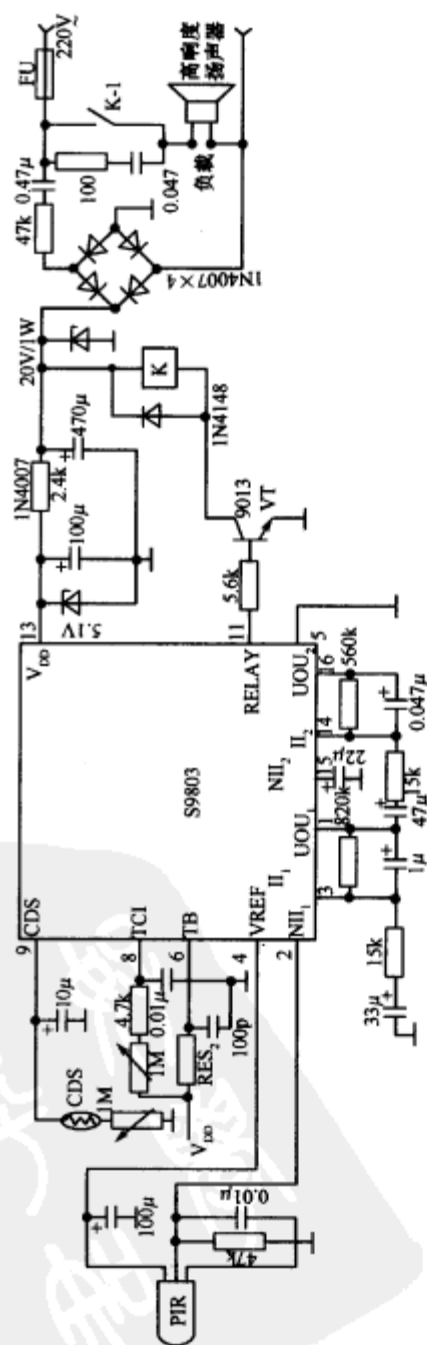 FU
220V~
K-1
0.47μ
47k
100
0.047
高响度
扬声器
负载
1N4007×4
20V/1W
K
1N4148
470μ
1N4007
2.4k
100μ
5.1V
9013
VT
5.6k
13
VDD
RELAY
11
S9803
9
CDS
TCI
8
TB
6
VREF
4
NII1
2
5
UOU2
16
560k
II2
14
NII2
15
22μ
UOU1
1
820k
II1
3
0.047μ
15k
47μ
1μ
15k
33μ
10μ
CDS
1M
4.7k
1M
0.01μ
RES2
100p
VDD
100μ
0.01μ
47k
PIR